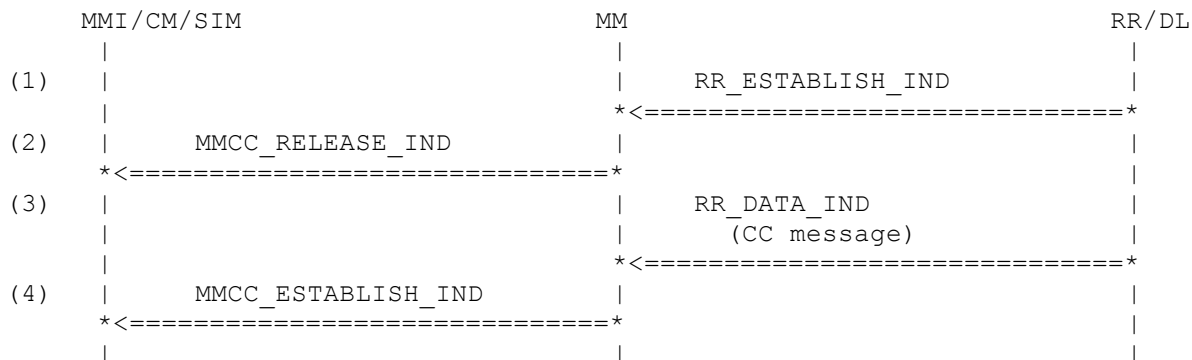 MMI/CM/SIM MM RR/DL
(1) RR_ESTABLISH_IND
(2) MMCC_RELEASE_IND
(3) RR_DATA_IND
(CC message)
(4) MMCC_ESTABLISH_IND